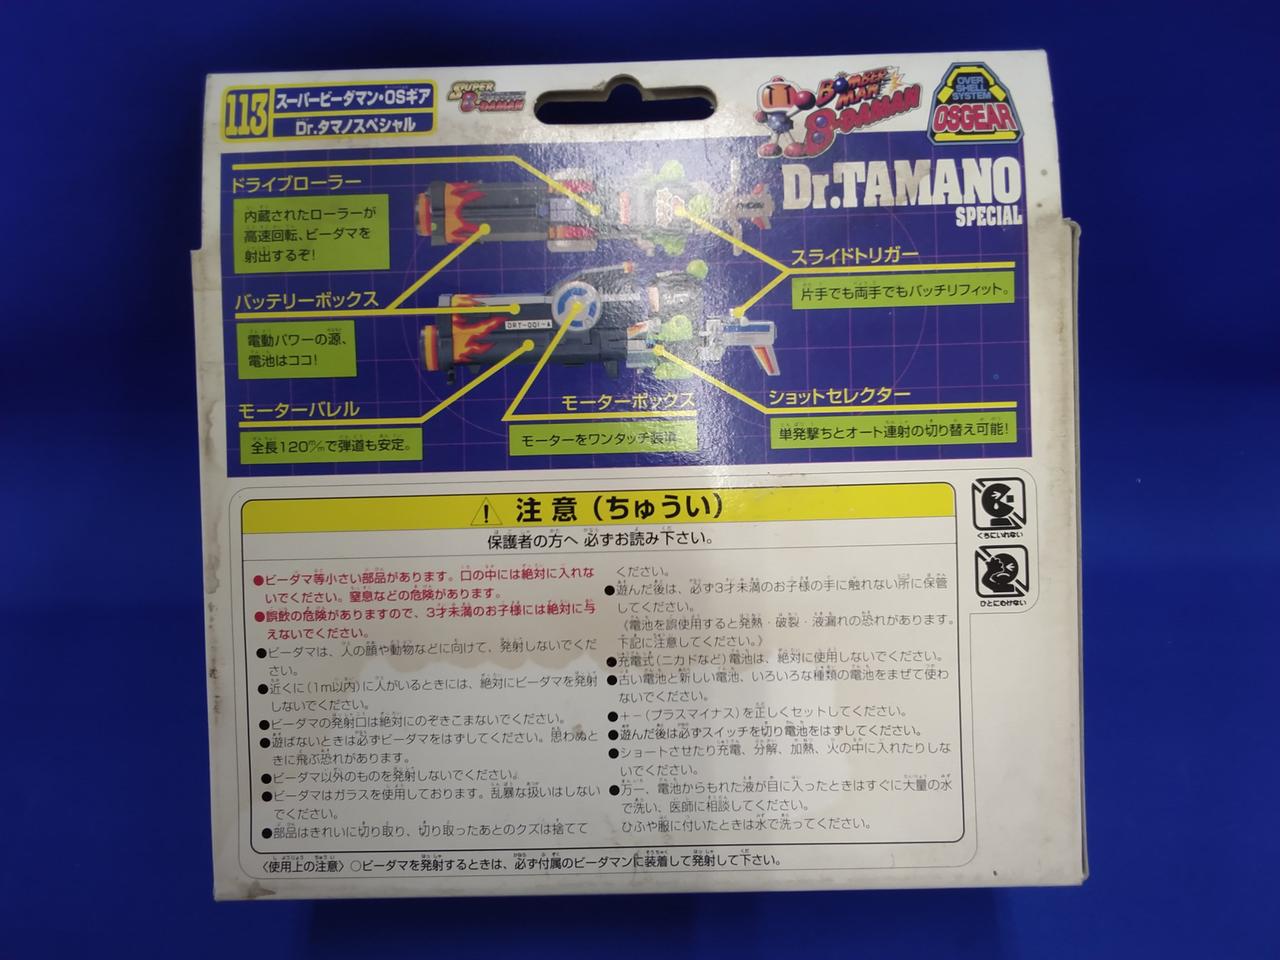 113
スーパービーダマン・OSギア
Dr.タマノスペシャル
SUPER
B-DAMAN
BOMBER
MAN
B-DAMAN
OVER
SHELL
SYSTEM
OSGEAR
Dr.TAMANO
SPECIAL
ドライブローラー
内蔵されたローラーが
高速回転、ビーダマを
射出するぞ!
バッテリーボックス
電動パワーの源、
電池はココ!
モーターバレル
全長120m/mで弾道も安定。
DRT-001-A
モーターボックス
モーターをワンタッチ装填
スライドトリガー
片手でも両手でもバッチリフィット。
ショットセレクター
単発撃ちとオート連射の切り替え可能!
注意(ちゅうい)
保護者の方へ 必ずお読み下さい。
●ビーダマ等小さい部品があります。口の中には絶対に入れな
いでください。窒息などの危険があります。
●誤飲の危険がありますので、3才未満のお子様には絶対に与
えないでください。
●ビーダマは、人の顔や動物などに向けて、発射しないでくだ
さい。
●近くに(1m以内)に人がいるときには、絶対にビーダマを発射
しないでください。
●ビーダマの発射口は絶対にのぞきこまないでください。
●遊ばないときは必ずビーダマをはずしてください。思わぬと
きに飛ぶ恐れがあります。
●ビーダマ以外のものを発射しないでください。
●ビーダマはガラスを使用しております。乱暴な扱いはしない
でください。
●部品はきれいに切り取り、切り取ったあとのクズは捨てて
ください。
●遊んだ後は、必ず3才未満のお子様の手に触れない所に保管
してください。
《電池を誤使用すると発熱・破裂・液漏れの恐れがあります。
下記に注意してください。》
●充電式(ニカドなど)電池は、絶対に使用しないでください。
●古い電池と新しい電池、いろいろな種類の電池をまぜて使わ
ないでください。
●+-(プラスマイナス)を正しくセットしてください。
●遊んだ後は必ずスイッチを切り電池をはずしてください。
●ショートさせたり充電、分解、加熱、火の中に入れたりしな
いでください。
●万一、電池からもれた液が目に入ったときはすぐに大量の水
で洗い、医師に相談してください。
ひふや服に付いたときは水で洗ってください。
〈使用上の注意〉○ビーダマを発射するときは、必ず付属のビーダマンに装着して発射して下さい。
くちにいれない
ひとにむけない